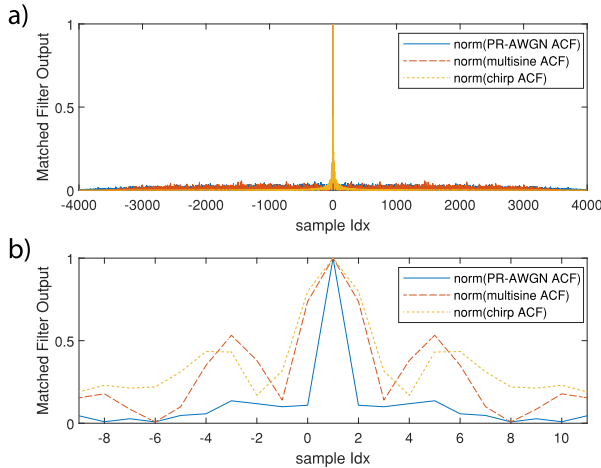 a)
Matched Filter Output
1
0.5
0
norm(PR-AWGN ACF)
norm(multisine ACF)
norm(chirp ACF)
-4000 -3000 -2000 -1000 0 1000 2000 3000 4000
sample Idx
b)
Matched Filter Output
1
0.5
0
norm(PR-AWGN ACF)
norm(multisine ACF)
norm(chirp ACF)
-8 -6 -4 -2 0 2 4 6 8 10
sample Idx